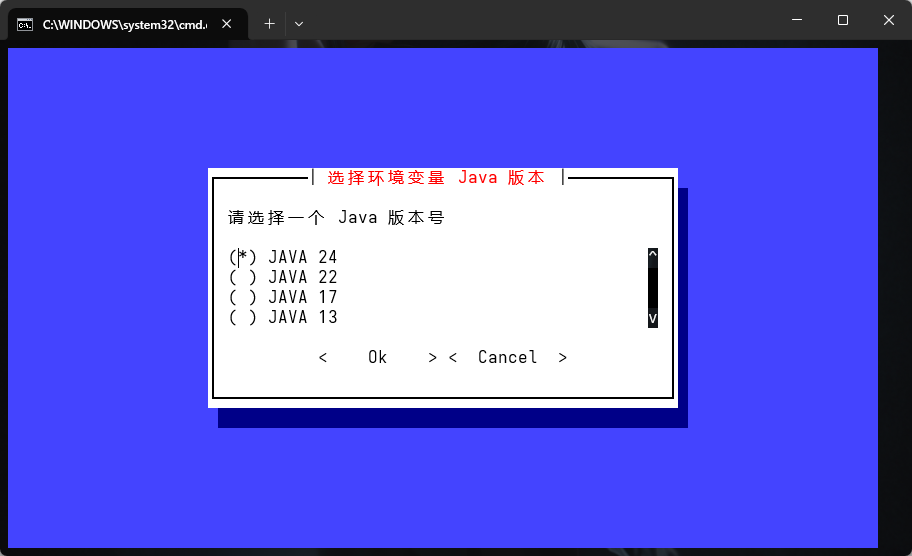 C:\WINDOWS\system32\cmd.
选择环境变量 Java 版本
请选择一个 Java 版本号
(*) JAVA 24
( ) JAVA 22
( ) JAVA 17
( ) JAVA 13
< Ok > < Cancel >